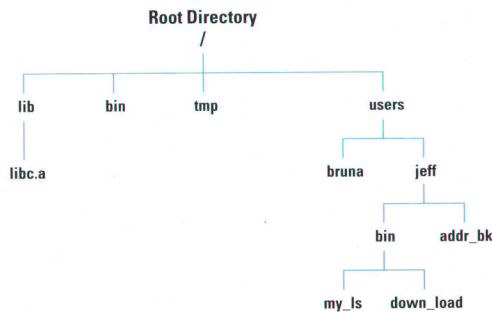 Root Directory
/
lib bin tmp users
libc.a bruna jeff
bin addr_bk
my_ls down_load